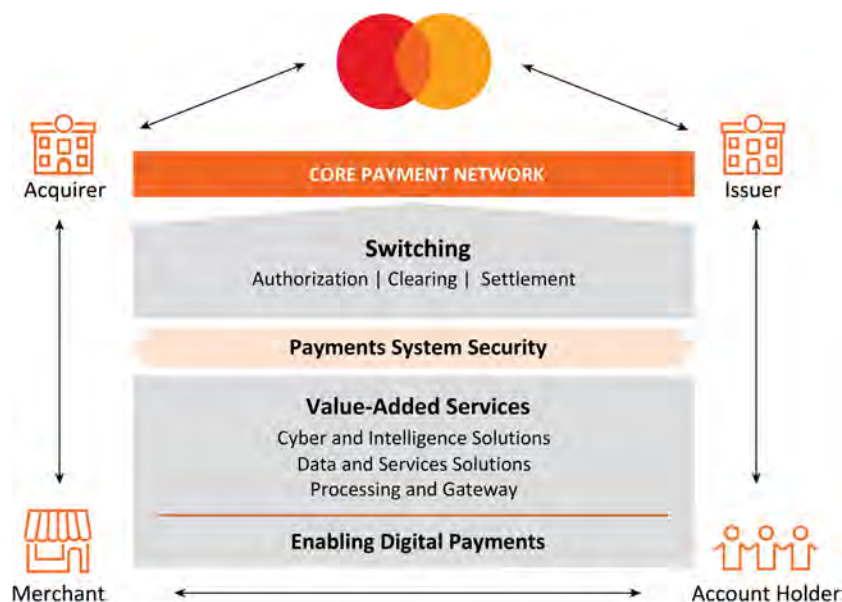 CORE PAYMENT NETWORK
Acquirer
Issuer
Switching
Authorization | Clearing | Settlement
Payments System Security
Value-Added Services
Cyber and Intelligence Solutions
Data and Services Solutions
Processing and Gateway
Enabling Digital Payments
Merchant
Account Holder